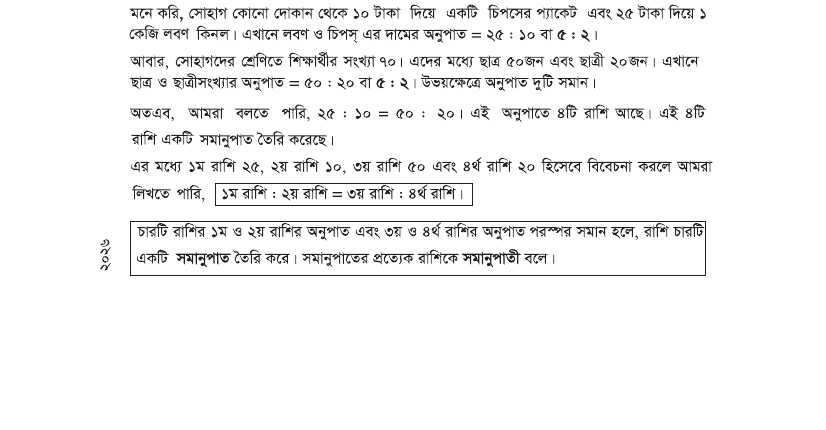 মনে করি, সোহাগ কোনো দোকান থেকে ১০ টাকা দিয়ে একটি চিপসের প্যাকেট এবং ২৫ টাকা দিয়ে ১
কেজি লবণ কিনল। এখানে লবণ ও চিপস্ এর দামের অনুপাত = ২৫ : ১০ বা ৫ : ২।
আবার, সোহাগদের শ্রেণিতে শিক্ষার্থীর সংখ্যা ৭০। এদের মধ্যে ছাত্র ৫০জন এবং ছাত্রী ২০জন। এখানে
ছাত্র ও ছাত্রীসংখ্যার অনুপাত = ৫০ : ২০ বা ৫ : ২। উভয়ক্ষেত্রে অনুপাত দুটি সমান।
অতএব, আমরা বলতে পারি, ২৫ : ১০ = ৫০ : ২০। এই অনুপাতে ৪টি রাশি আছে। এই ৪টি
রাশি একটি সমানুপাত তৈরি করেছে।
এর মধ্যে ১ম রাশি ২৫, ২য় রাশি ১০, ৩য় রাশি ৫০ এবং ৪র্থ রাশি ২০ হিসেবে বিবেচনা করলে আমরা
লিখতে পারি, ১ম রাশি : ২য় রাশি = ৩য় রাশি : ৪র্থ রাশি।
চারটি রাশির ১ম ও ২য় রাশির অনুপাত এবং ৩য় ও ৪র্থ রাশির অনুপাত পরস্পর সমান হলে, রাশি চারটি
একটি সমানুপাত তৈরি করে। সমানুপাতের প্রত্যেক রাশিকে সমানুপাতী বলে।
২০২৬